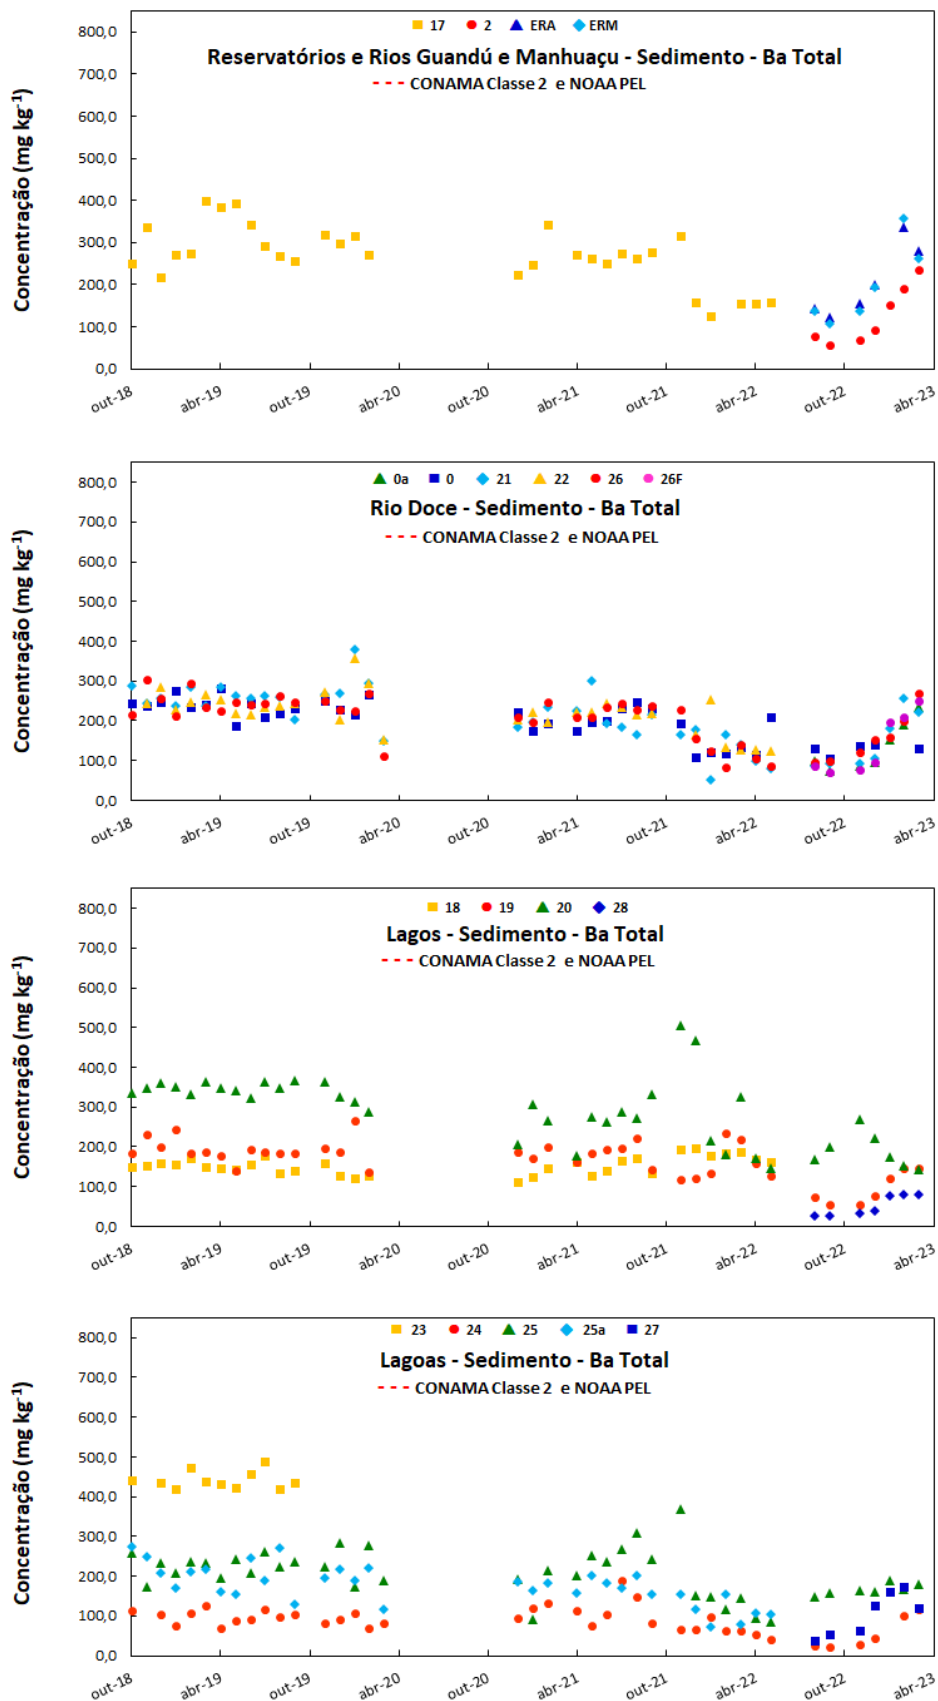 17 2 ERA ERM
Reservatórios e Rios Guandú e Manhuaçu - Sedimento - Ba Total
--- CONAMA Classe 2 e NOAA PEL
Concentração (mg kg-1)
800,0
700,0
600,0
500,0
400,0
300,0
200,0
100,0
0,0
out-18 abr-19 out-19 abr-20 out-20 abr-21 out-21 abr-22 out-22 abr-23
0a 0 21 22 26 26F
Rio Doce - Sedimento - Ba Total
--- CONAMA Classe 2 e NOAA PEL
Concentração (mg kg-1)
800,0
700,0
600,0
500,0
400,0
300,0
200,0
100,0
0,0
out-18 abr-19 out-19 abr-20 out-20 abr-21 out-21 abr-22 out-22 abr-23
18 19 20 28
Lagos - Sedimento - Ba Total
--- CONAMA Classe 2 e NOAA PEL
Concentração (mg kg-1)
800,0
700,0
600,0
500,0
400,0
300,0
200,0
100,0
0,0
out-18 abr-19 out-19 abr-20 out-20 abr-21 out-21 abr-22 out-22 abr-23
23 24 25 25a 27
Lagoas - Sedimento - Ba Total
--- CONAMA Classe 2 e NOAA PEL
Concentração (mg kg-1)
800,0
700,0
600,0
500,0
400,0
300,0
200,0
100,0
0,0
out-18 abr-19 out-19 abr-20 out-20 abr-21 out-21 abr-22 out-22 abr-23